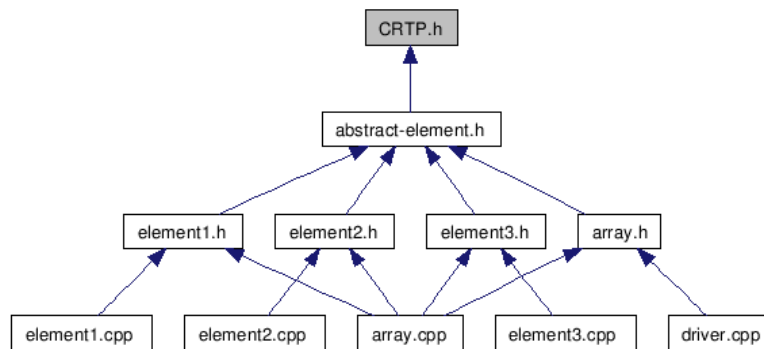 CRTP.h
abstract-element.h
element1.h
element2.h
element3.h
array.h
element1.cpp
element2.cpp
array.cpp
element3.cpp
driver.cpp